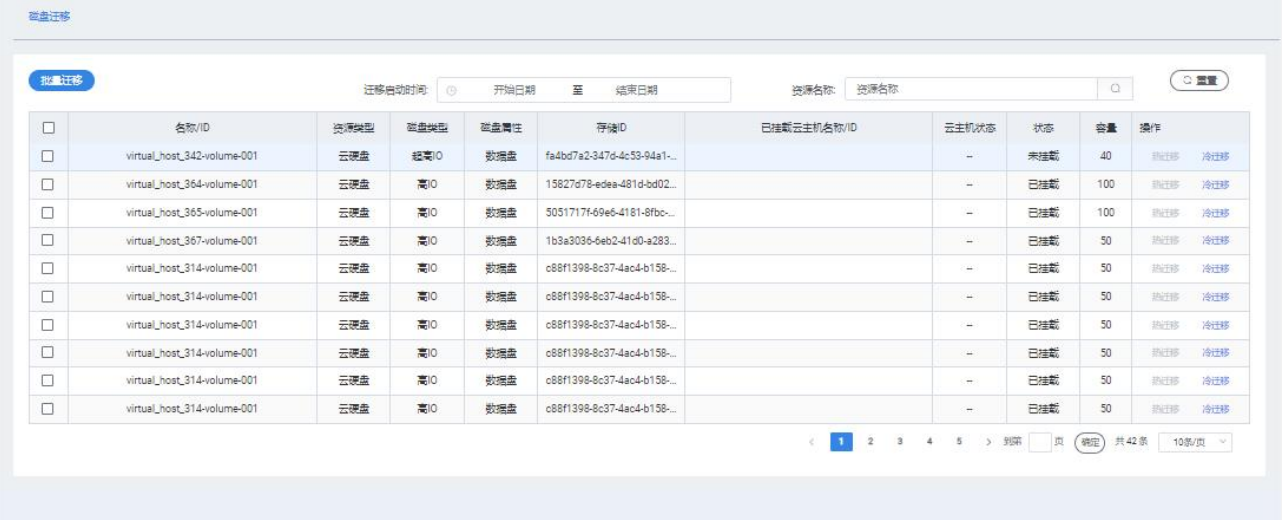 磁盘迁移
批量迁移 迁移启动时间: 开始日期 至 结束日期 资源名称: 资源名称 重置
名称/ID 资源类型 磁盘类型 磁盘属性 存储ID 已挂载云主机名称/ID 云主机状态 状态 容量 操作
virtual_host_342-volume-001 云硬盘 超高IO 数据盘 fa4bd7a2-347d-4c53-94a1-... -- 未挂载 40 热迁移 冷迁移
virtual_host_364-volume-001 云硬盘 高IO 数据盘 15827d78-edea-481d-bd02... -- 已挂载 100 热迁移 冷迁移
virtual_host_365-volume-001 云硬盘 高IO 数据盘 5051717f-69e6-4181-8fbc-... -- 已挂载 100 热迁移 冷迁移
virtual_host_367-volume-001 云硬盘 高IO 数据盘 1b3a3036-6eb2-41d0-a283... -- 已挂载 50 热迁移 冷迁移
virtual_host_314-volume-001 云硬盘 高IO 数据盘 c88f1398-8c37-4ac4-b158-... -- 已挂载 50 热迁移 冷迁移
virtual_host_314-volume-001 云硬盘 高IO 数据盘 c88f1398-8c37-4ac4-b158-... -- 已挂载 50 热迁移 冷迁移
virtual_host_314-volume-001 云硬盘 高IO 数据盘 c88f1398-8c37-4ac4-b158-... -- 已挂载 50 热迁移 冷迁移
virtual_host_314-volume-001 云硬盘 高IO 数据盘 c88f1398-8c37-4ac4-b158-... -- 已挂载 50 热迁移 冷迁移
virtual_host_314-volume-001 云硬盘 高IO 数据盘 c88f1398-8c37-4ac4-b158-... -- 已挂载 50 热迁移 冷迁移
virtual_host_314-volume-001 云硬盘 高IO 数据盘 c88f1398-8c37-4ac4-b158-... -- 已挂载 50 热迁移 冷迁移
< 1 2 3 4 5 > 到第 页 确定 共42条 10条/页